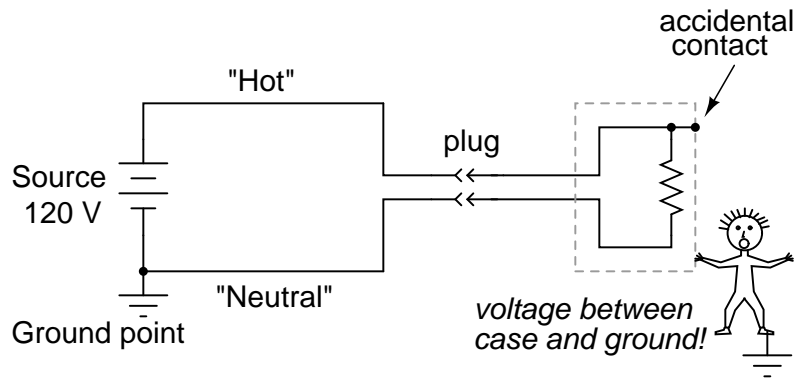 accidental
contact
"Hot"
plug
Source
120 V
"Neutral"
Ground point
voltage between
case and ground!